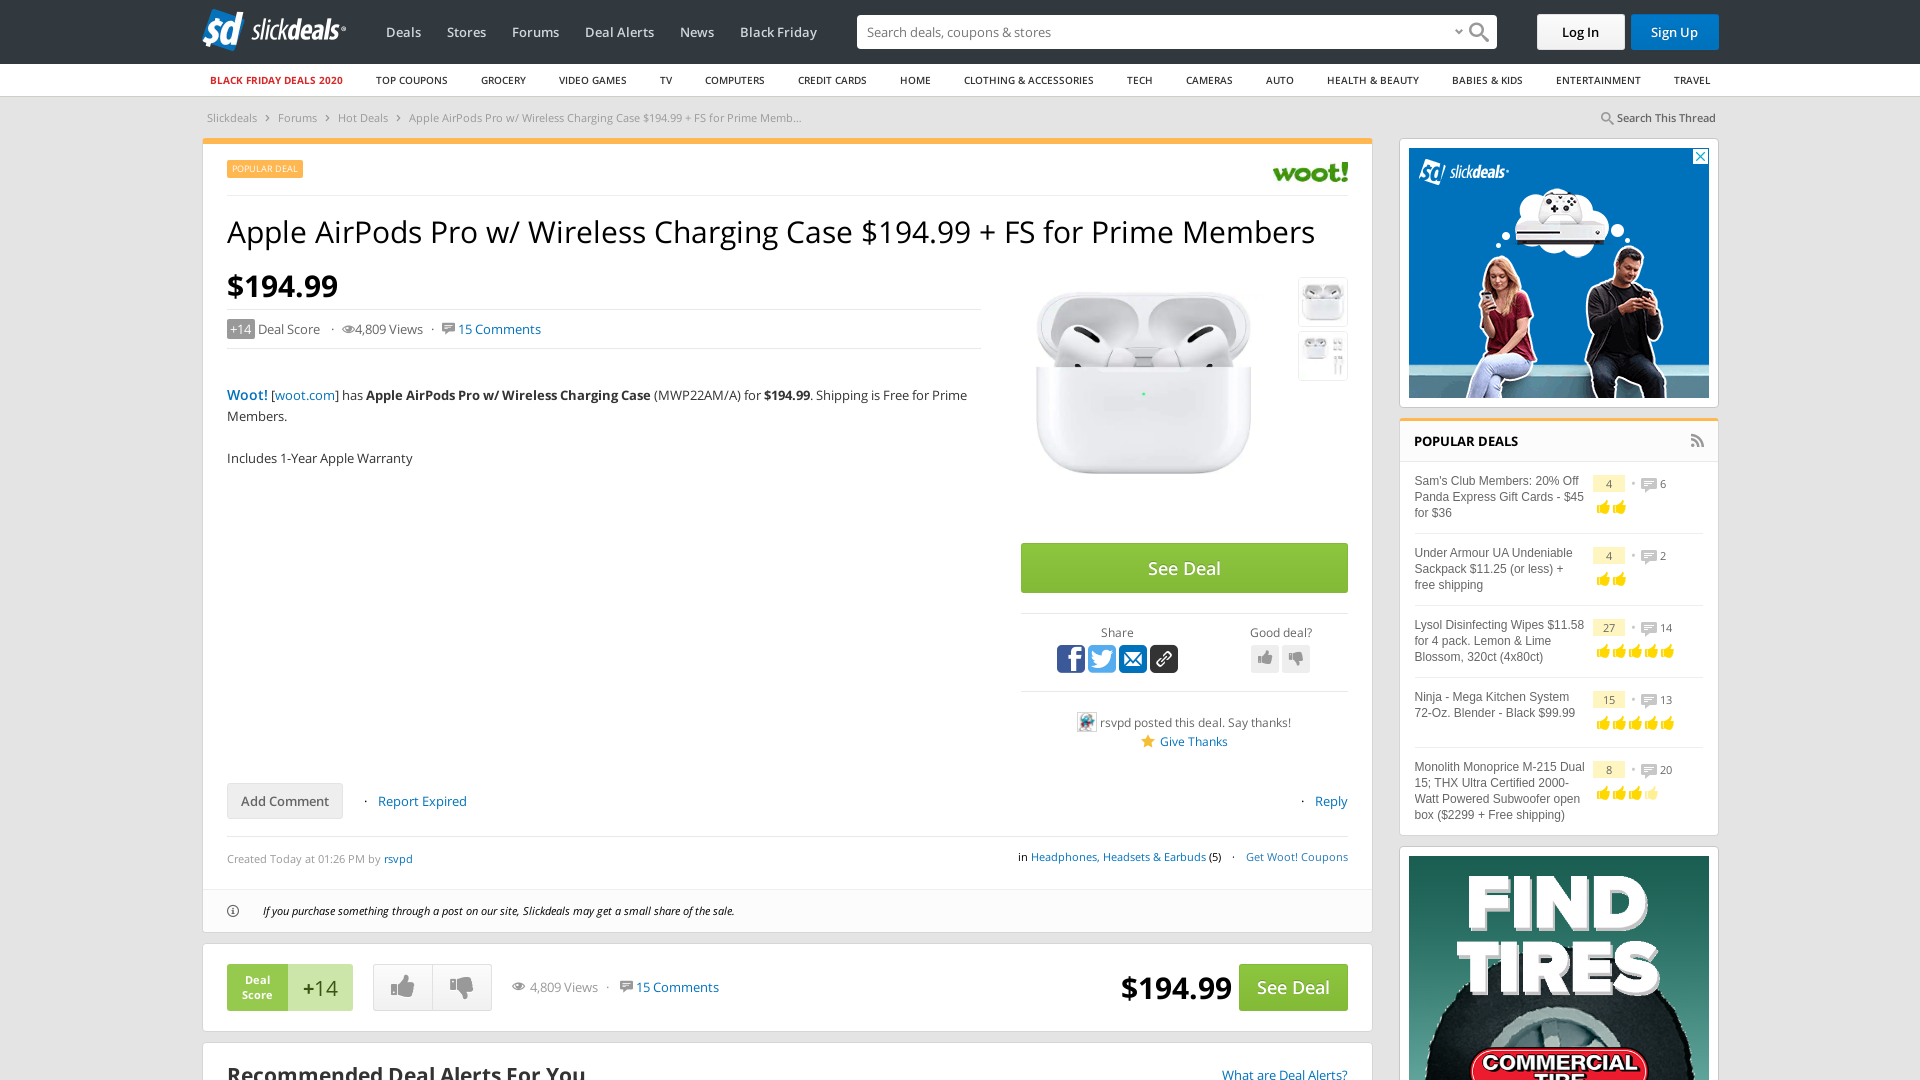 slickdeals
Deals
Stores
Forums
Deal Alerts
News
Black Friday
Search deals, coupons & stores
Log In
Sign Up
BLACK FRIDAY DEALS 2020
TOP COUPONS
GROCERY
VIDEO GAMES
TV
COMPUTERS
CREDIT CARDS
HOME
CLOTHING & ACCESSORIES
TECH
CAMERAS
AUTO
HEALTH & BEAUTY
BABIES & KIDS
ENTERTAINMENT
TRAVEL
Slickdeals › Forums › Hot Deals › Apple AirPods Pro w/ Wireless Charging Case $194.99 + FS for Prime Memb...
Search This Thread
POPULAR DEAL
woot!
Apple AirPods Pro w/ Wireless Charging Case $194.99 + FS for Prime Members
$194.99
+14 Deal Score · 4,809 Views · 15 Comments
Woot! [woot.com] has Apple AirPods Pro w/ Wireless Charging Case (MWP22AM/A) for $194.99. Shipping is Free for Prime
Members.
Includes 1-Year Apple Warranty
See Deal
Share
Good deal?
rsvpd posted this deal. Say thanks!
Give Thanks
Add Comment · Report Expired
· Reply
Created Today at 01:26 PM by rsvpd
in Headphones, Headsets & Earbuds (5) · Get Woot! Coupons
If you purchase something through a post on our site, Slickdeals may get a small share of the sale.
Deal
Score
+14
4,809 Views · 15 Comments
$194.99
See Deal
Recommended Deal Alerts For You
What are Deal Alerts?
sd slickdeals
POPULAR DEALS
Sam's Club Members: 20% Off
Panda Express Gift Cards - $45
for $36
4 • 6
Under Armour UA Undeniable
Sackpack $11.25 (or less) +
free shipping
4 • 2
Lysol Disinfecting Wipes $11.58
for 4 pack. Lemon & Lime
Blossom, 320ct (4x80ct)
27 • 14
Ninja - Mega Kitchen System
72-Oz. Blender - Black $99.99
15 • 13
Monolith Monoprice M-215 Dual
15; THX Ultra Certified 2000-
Watt Powered Subwoofer open
box ($2299 + Free shipping)
8 • 20
FIND
TIRES
COMMERCIAL
TIRE